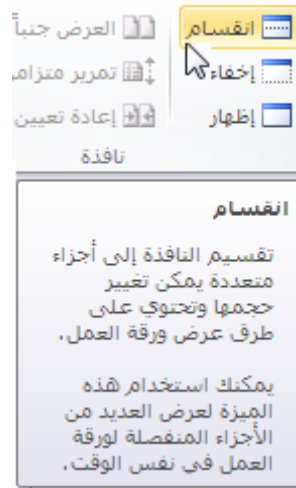 انقسام
العرض جنباً
إخفاء
تمرير متزامن
إظهار
إعادة تعيين
نافذة
انقسام
تقسيم النافذة إلى أجزاء
متعددة يمكن تغيير
حجمها وتحتوي على
طرق عرض ورقة العمل.
يمكنك استخدام هذه
الميزة لعرض العديد من
الأجزاء المنفصلة لورقة
العمل في نفس الوقت.